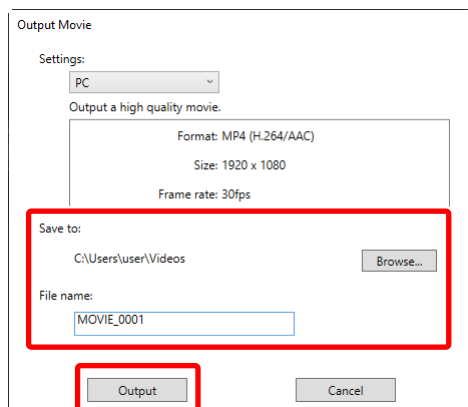 Output Movie
Settings:
PC
Output a high quality movie.
Format: MP4 (H.264/AAC)
Size: 1920 x 1080
Frame rate: 30fps
Save to:
C:\Users\user\Videos
Browse...
File name:
MOVIE_0001
Output
Cancel